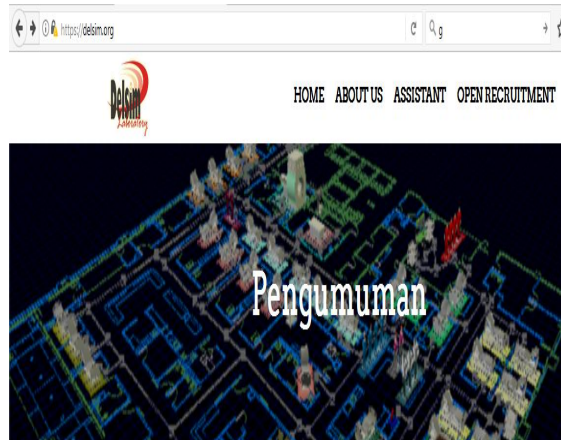 https://delsim.org
g
Delsim
Laboratory
HOME ABOUT US ASSISTANT OPEN RECRUITMENT
Pengumuman